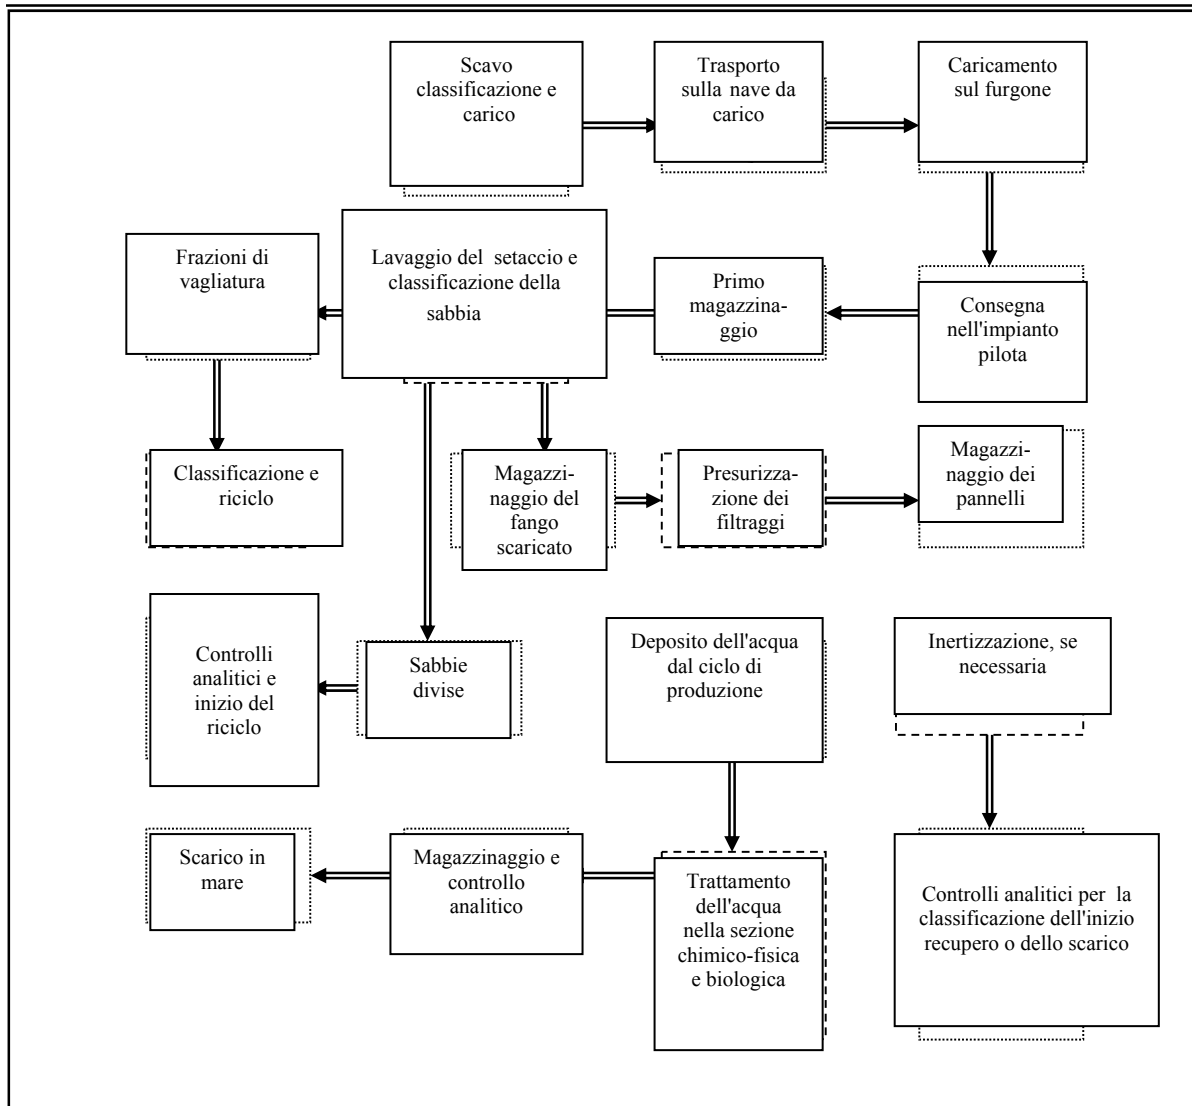 Scavo
classificazione e
carico
Trasporto
sulla nave da
carico
Caricamento
sul furgone
Frazioni di
vagliatura
Lavaggio del setaccio e
classificazione della
sabbia
Primo
magazzina-
ggio
Consegna
nell'impianto
pilota
Classificazione e
riciclo
Magazzi-
naggio del
fango
scaricato
Presurizza-
zione dei
filtraggi
Magazzi-
naggio dei
pannelli
Controlli
analitici e
inizio del
riciclo
Sabbie
divise
Deposito dell'acqua
dal ciclo di
produzione
Inertizzazione, se
necessaria
Scarico in
mare
Magazzinaggio e
controllo
analitico
Trattamento
dell'acqua
nella sezione
chimico-fisica
e biologica
Controlli analitici per la
classificazione dell'inizio
recupero o dello scarico